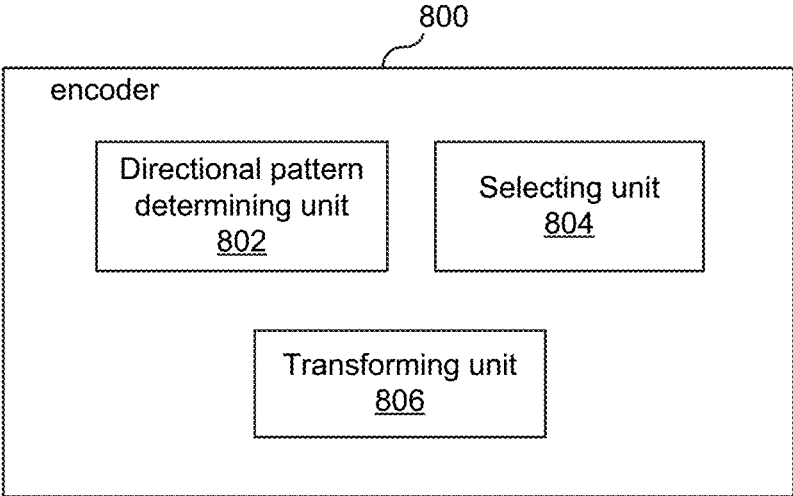 800
encoder
Directional pattern
determining unit
802
Selecting unit
804
Transforming unit
806